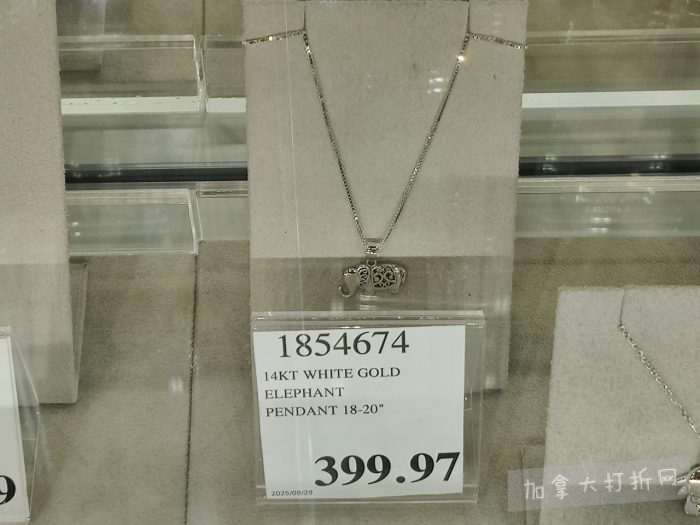 1854674
14KT WHITE GOLD
ELEPHANT
PENDANT 18-20"
399.97
2025/09/29
9
加拿大打折网